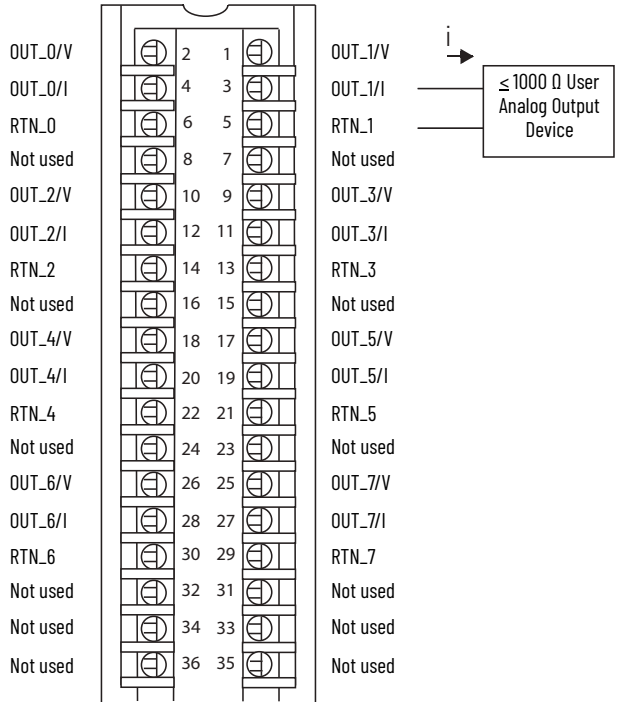 i
OUT_0/V 2 1 OUT_1/V
≤ 1000 Ω User
OUT_0/I 4 3 OUT_1/I
Analog Output
RTN_0 6 5 RTN_1
Device
Not used 8 7 Not used
OUT_2/V 10 9 OUT_3/V
OUT_2/I 12 11 OUT_3/I
RTN_2 14 13 RTN_3
Not used 16 15 Not used
OUT_4/V 18 17 OUT_5/V
OUT_4/I 20 19 OUT_5/I
RTN_4 22 21 RTN_5
Not used 24 23 Not used
OUT_6/V 26 25 OUT_7/V
OUT_6/I 28 27 OUT_7/I
RTN_6 30 29 RTN_7
Not used 32 31 Not used
Not used 34 33 Not used
Not used 36 35 Not used